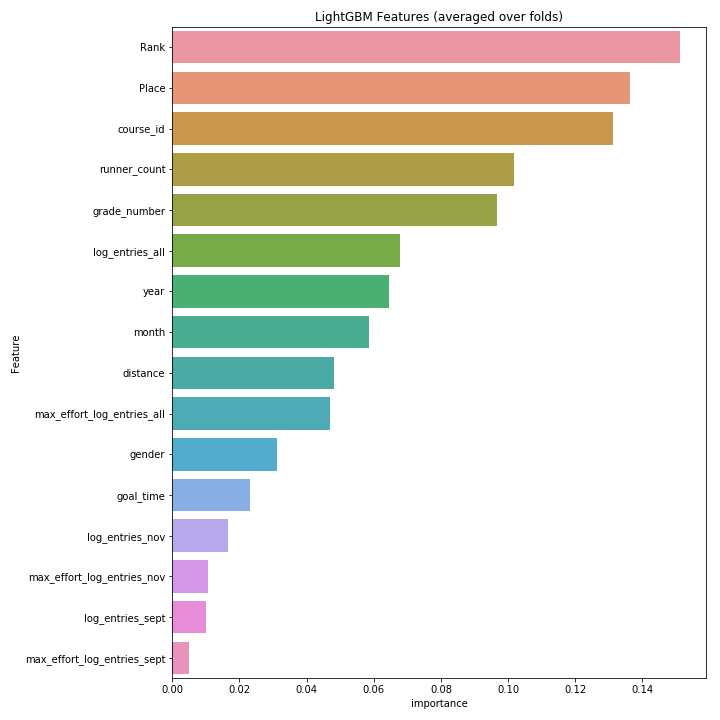 LightGBM Features (averaged over folds)
Rank
Place
course_id
runner_count
grade_number
log_entries_all
year
month
distance
max_effort_log_entries_all
gender
goal_time
log_entries_nov
max_effort_log_entries_nov
log_entries_sept
max_effort_log_entries_sept
Feature
0.00 0.02 0.04 0.06 0.08 0.10 0.12 0.14
importance